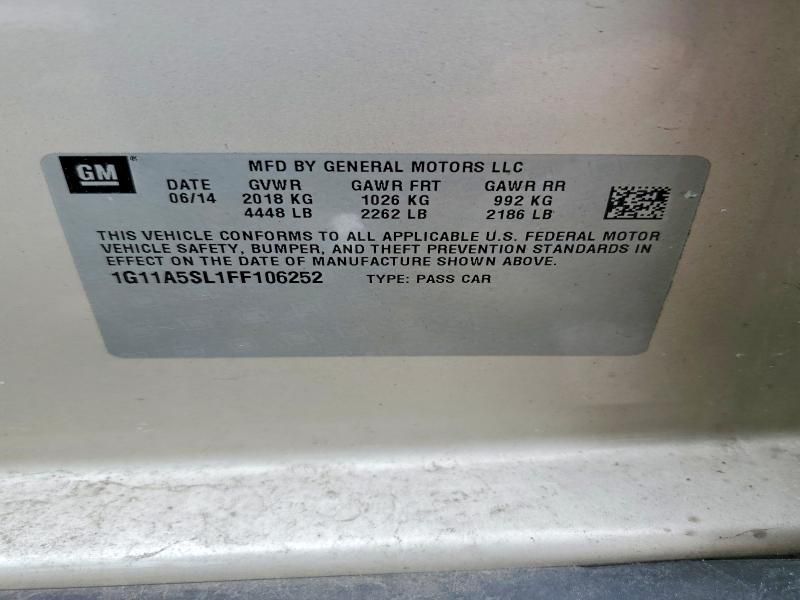 GM ® MFD BY GENERAL MOTORS LLC
DATE GVWR GAWR FRT GAWR RR
06/14 2018 KG 1026 KG 992 KG
4448 LB 2262 LB 2186 LB
THIS VEHICLE CONFORMS TO ALL APPLICABLE U.S. FEDERAL MOTOR
VEHICLE SAFETY, BUMPER, AND THEFT PREVENTION STANDARDS IN
EFFECT ON THE DATE OF MANUFACTURE SHOWN ABOVE.
1G11A5SL1FF106252 TYPE: PASS CAR